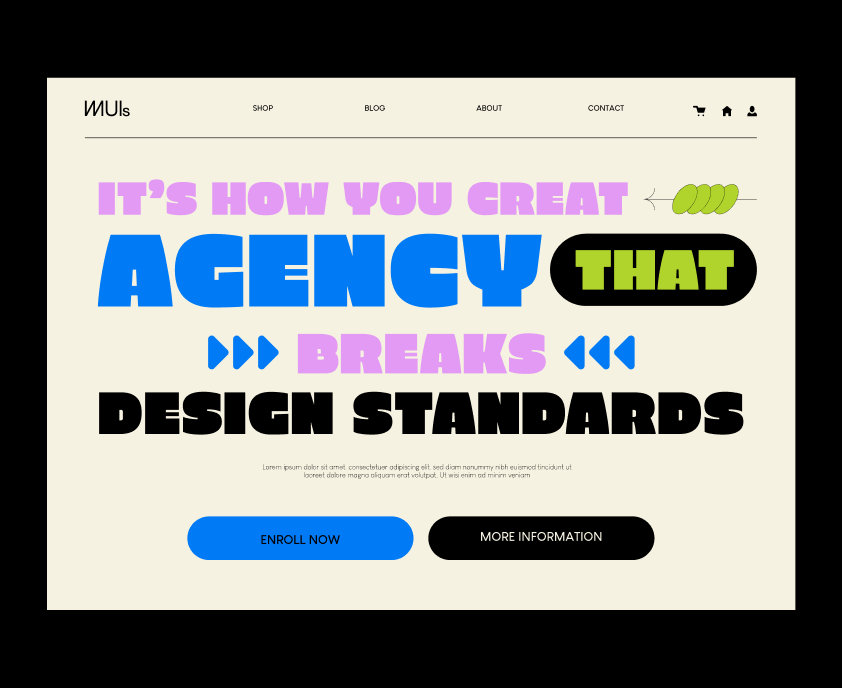 MUIs
SHOP BLOG ABOUT CONTACT
IT'S HOW YOU CREAT
AGENCY THAT
BREAKS
DESIGN STANDARDS
Lorem ipsum dolor sit amet, consectetuer adipiscing elit, sed diam nonummy nibh euismod tincidunt ut
laoreet dolore magna aliquam erat volutpat. Ut wisi enim ad minim veniam
ENROLL NOW MORE INFORMATION